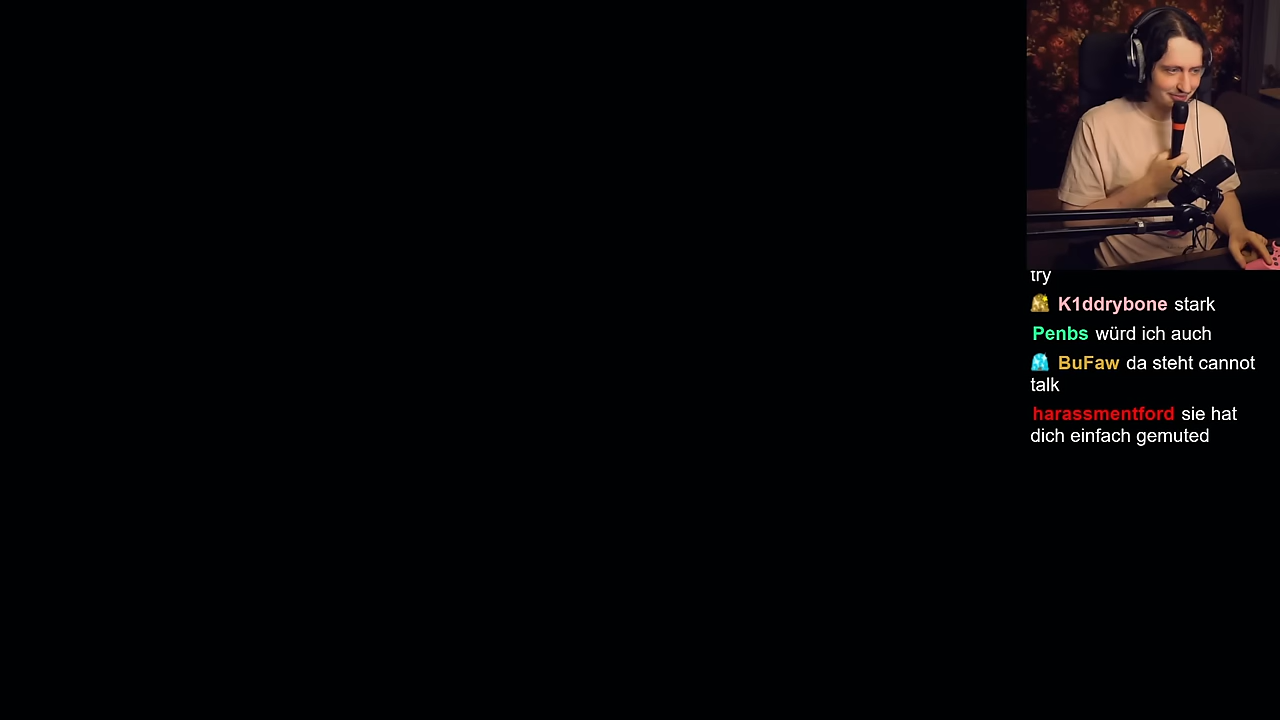 try
K1ddrybone stark
Penbs würd ich auch
BuFaw da steht cannot
talk
harassmentford sie hat
dich einfach gemuted